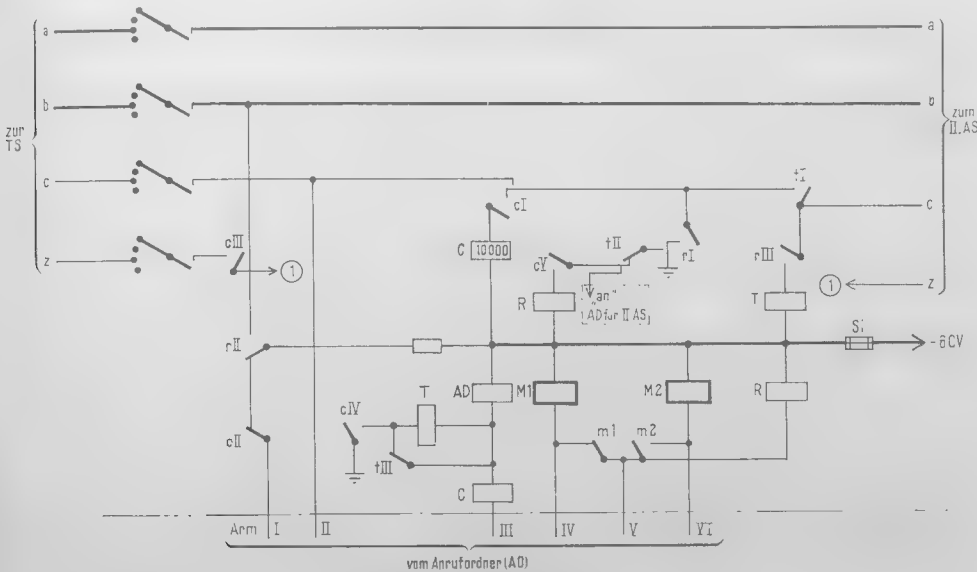 a
a
b
b
zur
TS
zum
II.AS
c
tI
cI
c
cIII
C
10000
tII
rI
rIII
z
1
cV
R
"an"
AD für II AS
T
1
z
Si
-60V
rII
T
AD
M1
M2
R
cIV
m1
m2
cII
tIII
C
Arm
I
II
III
IV
V
VI
vom Anrufordner (AO)